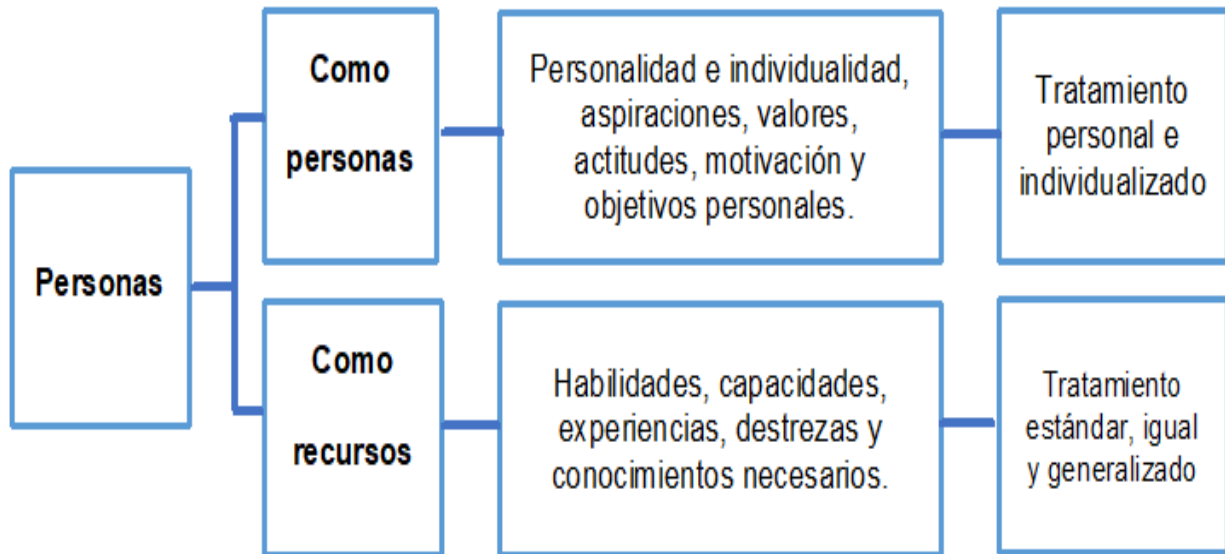 Personas
Como
personas
Personalidad e individualidad,
aspiraciones, valores,
actitudes, motivación y
objetivos personales.
Tratamiento
personal e
individualizado
Como
recursos
Habilidades, capacidades,
experiencias, destrezas y
conocimientos necesarios.
Tratamiento
estándar, igual
y generalizado